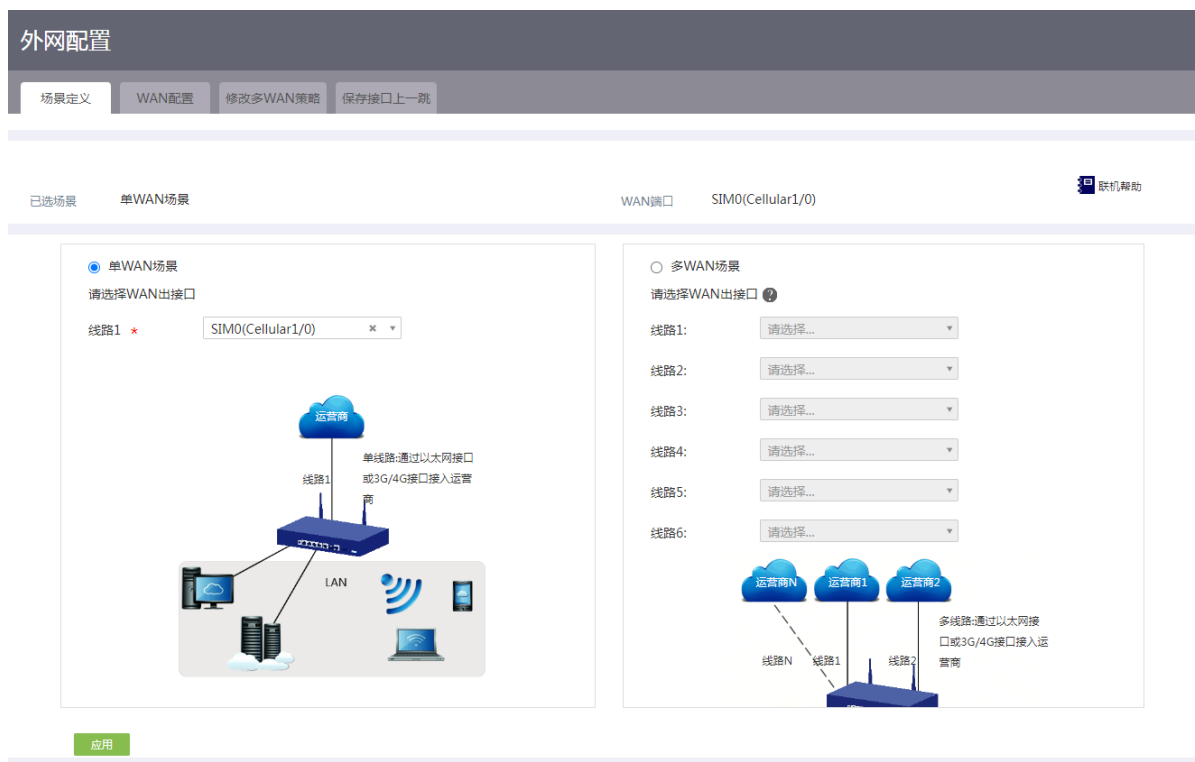 外网配置
场景定义
WAN配置
修改多WAN策略
保存接口上一跳
联机帮助
已选场景
单WAN场景
WAN端口
SIM0(Cellular1/0)
单WAN场景
请选择WAN出接口
线路1 *
SIM0(Cellular1/0)
运营商
单线路:通过以太网接口
线路1
或3G/4G接口接入运营
商
LAN
多WAN场景
请选择WAN出接口 ?
线路1:
请选择...
线路2:
请选择...
线路3:
请选择...
线路4:
请选择...
线路5:
请选择...
线路6:
请选择...
运营商N
运营商1
运营商2
多线路:通过以太网接
口或3G/4G接口接入运
营商
线路N
线路1
线路2
应用